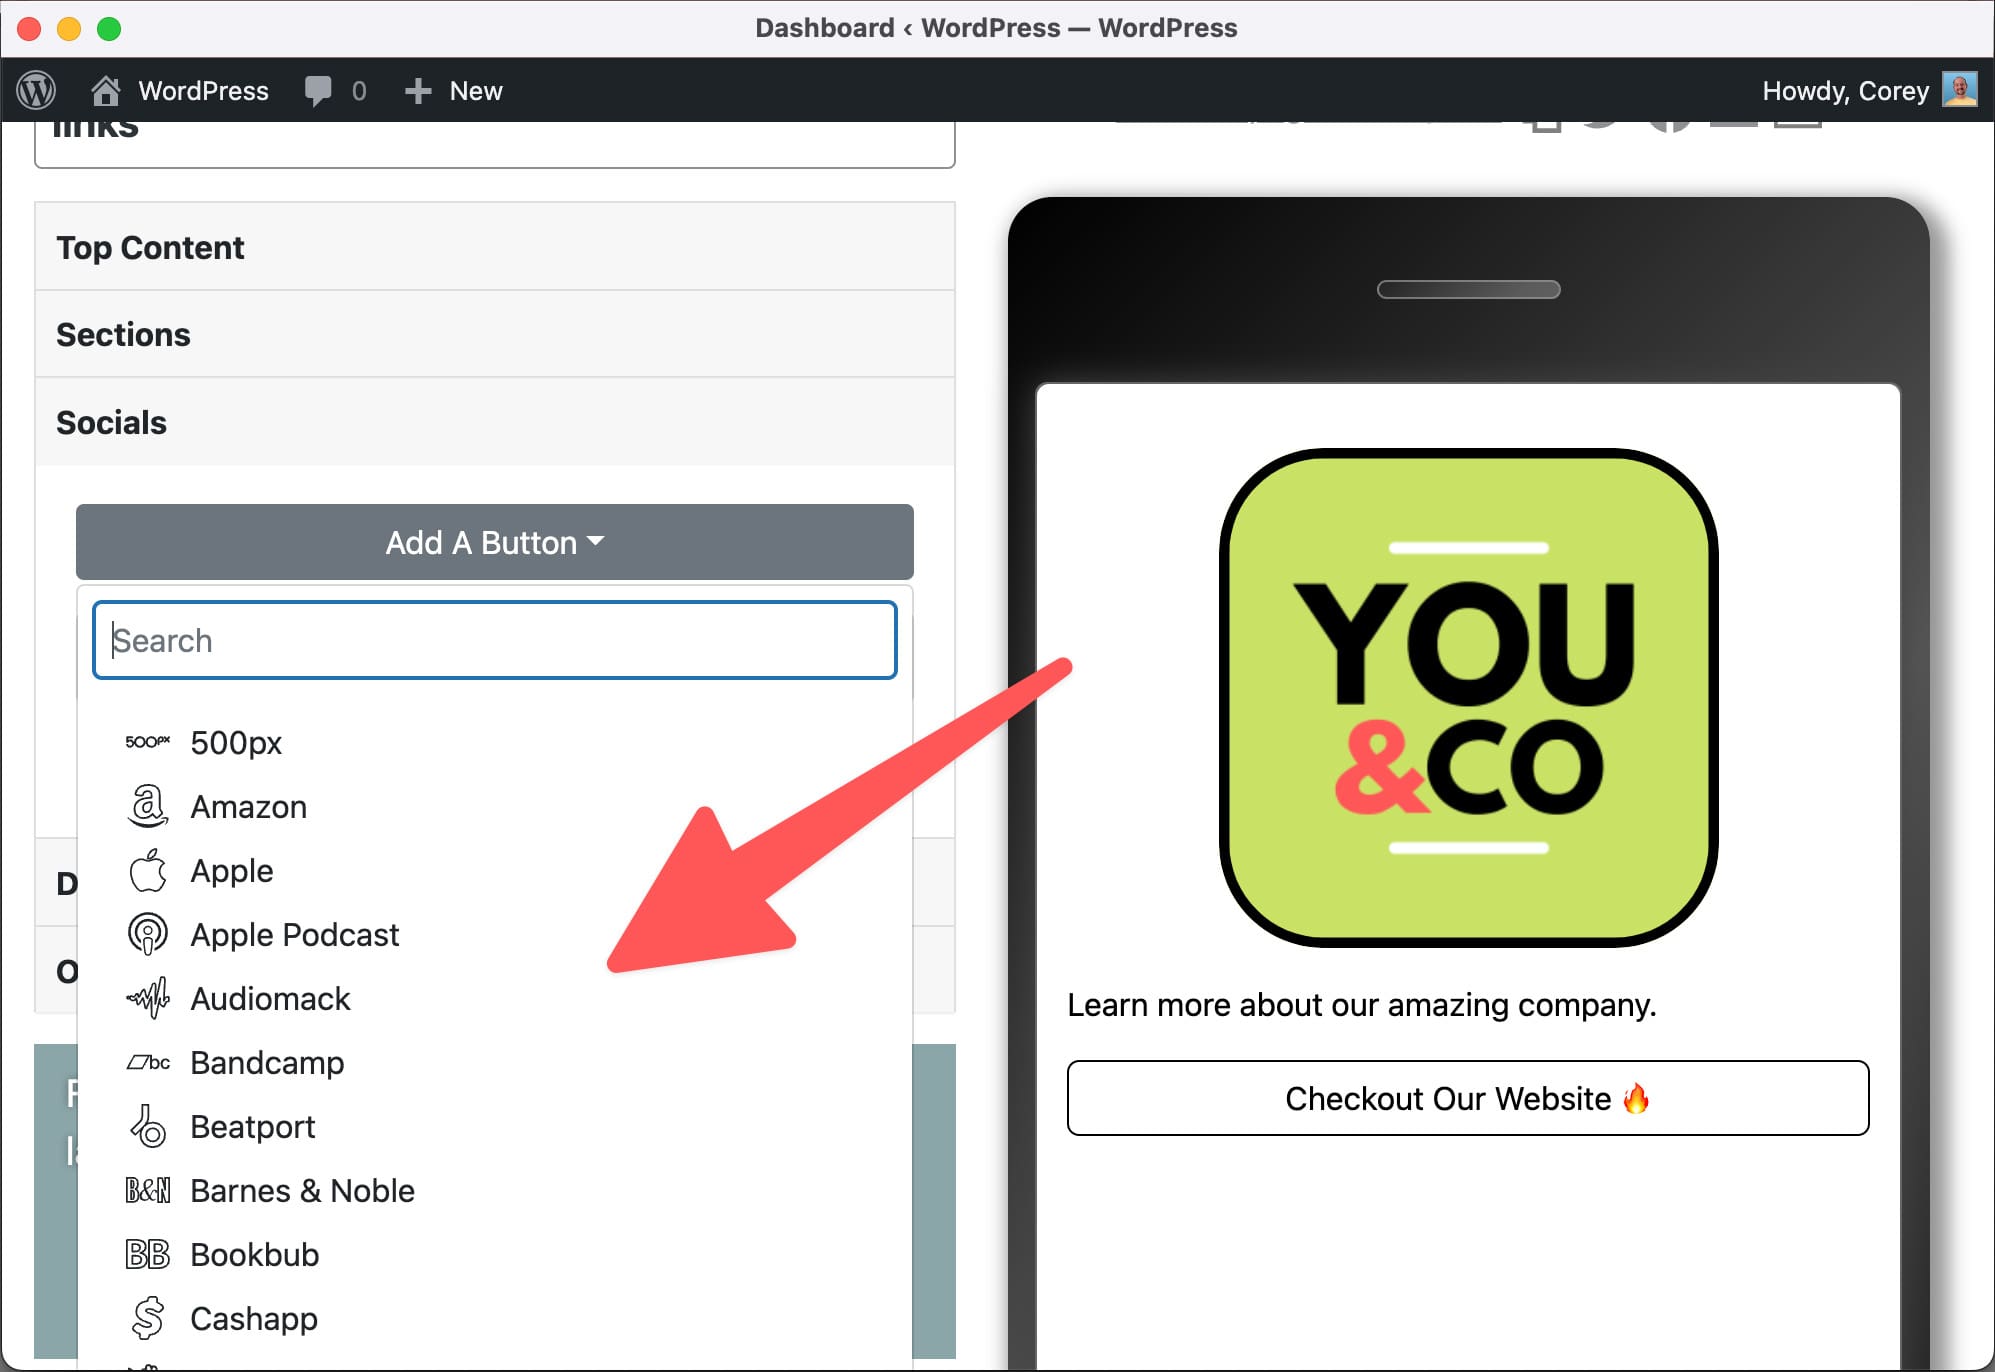 Dashboard ‹ WordPress — WordPress
WordPress 0 New
Howdy, Corey
links
Top Content
Sections
Socials
Add A Button
Search
500px 500px
Amazon
Apple
Apple Podcast
Audiomack
bc Bandcamp
Beatport
B&N Barnes & Noble
BB Bookbub
Cashapp
D
O
F
YOU
&CO
Learn more about our amazing company.
Checkout Our Website 🔥